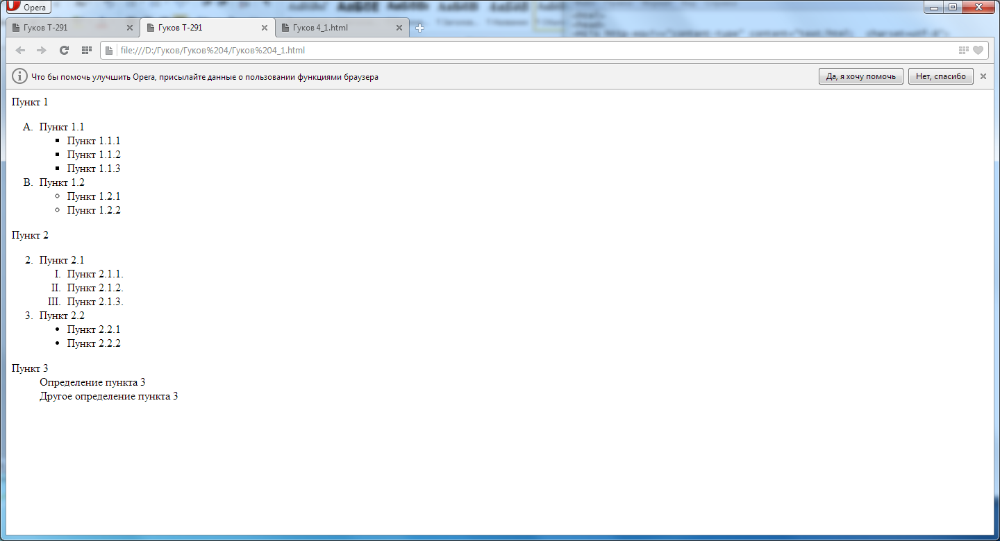 Opera
Гуков Т-291
Гуков Т-291
Гуков 4_1.html
file:///D:/Гуков/Гуков%204/Гуков%204_1.html
Что бы помочь улучшить Opera, присылайте данные о пользовании функциями браузера
Да, я хочу помочь
Нет, спасибо
Пункт 1
A. Пункт 1.1
▪ Пункт 1.1.1
▪ Пункт 1.1.2
▪ Пункт 1.1.3
B. Пункт 1.2
○ Пункт 1.2.1
○ Пункт 1.2.2
Пункт 2
2. Пункт 2.1
I. Пункт 2.1.1.
II. Пункт 2.1.2.
III. Пункт 2.1.3.
3. Пункт 2.2
• Пункт 2.2.1
• Пункт 2.2.2
Пункт 3
Определение пункта 3
Другое определение пункта 3